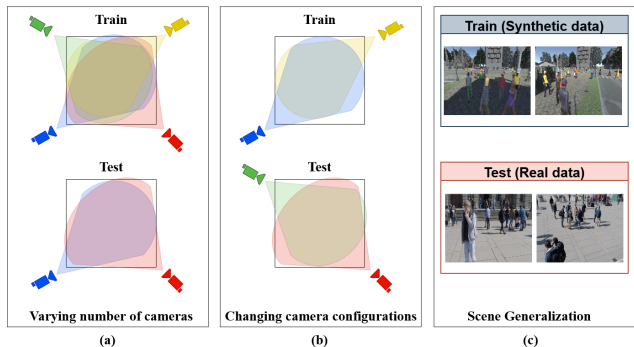 Train
Test
Varying number of cameras
(a)
Train
Test
Changing camera configurations
(b)
Train (Synthetic data)
Test (Real data)
Scene Generalization
(c)